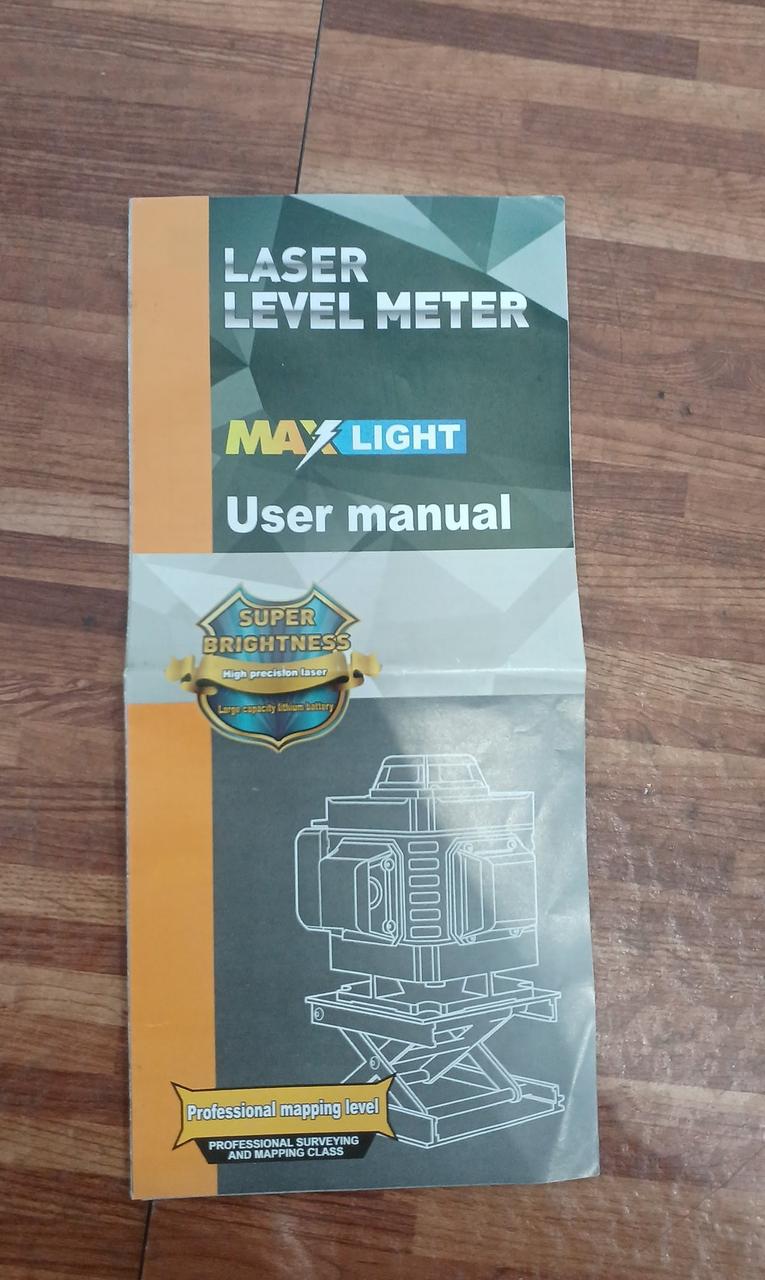 LASER
LEVEL METER
MAX LIGHT
User manual
SUPER
BRIGHTNESS
High precision laser
Large capacity lithium battery
Professional mapping level
PROFESSIONAL SURVEYING
AND MAPPING CLASS